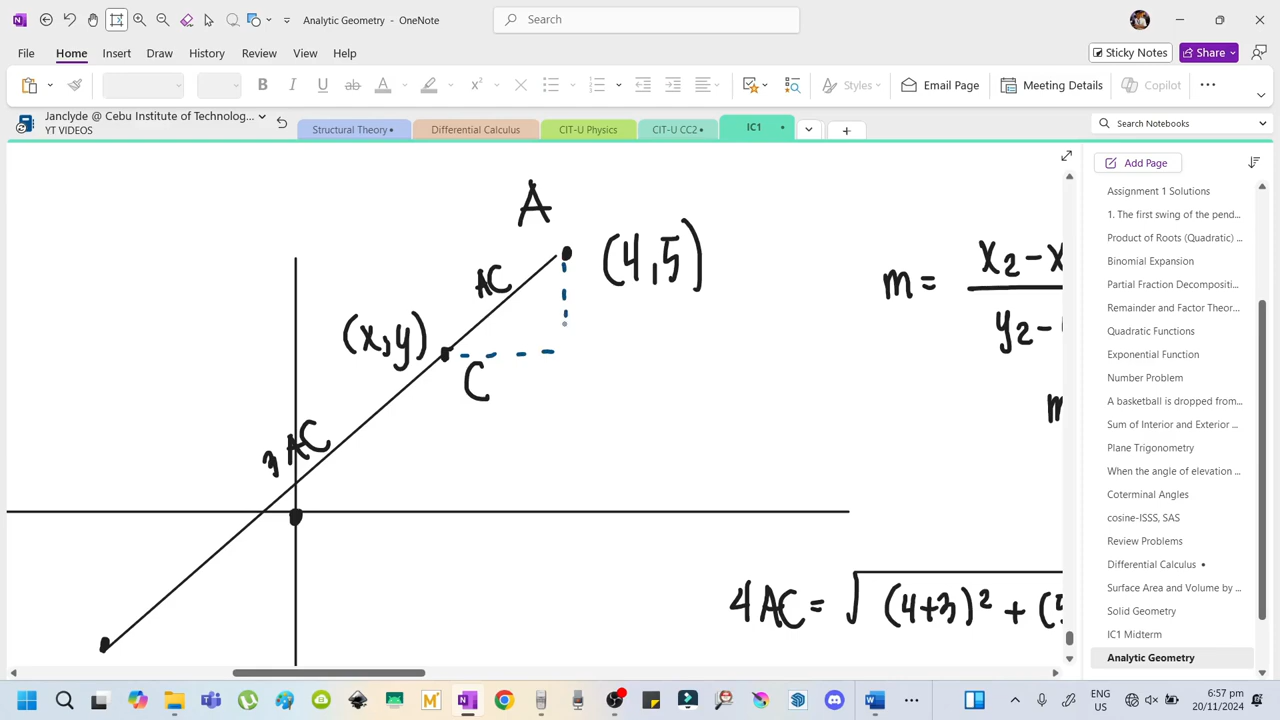 Analytic Geometry - OneNote
Search
File Home Insert Draw History Review View Help
Sticky Notes Share
Styles Email Page Meeting Details Copilot
Janclyde @ Cebu Institute of Technolog...
YT VIDEOS
Structural Theory Differential Calculus CIT-U Physics CIT-U CC2 IC1
Search Notebooks
Add Page
Assignment 1 Solutions
1. The first swing of the pend...
Product of Roots (Quadratic) ...
Binomial Expansion
Partial Fraction Decompositi...
Remainder and Factor Theor...
Quadratic Functions
Exponential Function
Number Problem
A basketball is dropped from...
Sum of Interior and Exterior ...
Plane Trigonometry
When the angle of elevation ...
Coterminal Angles
cosine-ISSS, SAS
Review Problems
Differential Calculus
Surface Area and Volume by ...
Solid Geometry
IC1 Midterm
Analytic Geometry
A
(4,5)
AC
(x,y)
C
3 AC
m = x2-x
y2-
m
4AC = √(4+3)² + (5
ENG
US
6:57 pm
20/11/2024